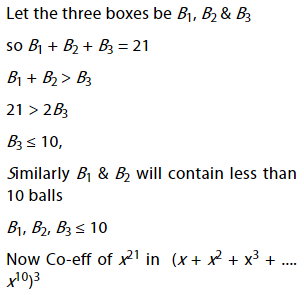 Let the three boxes be B₁, B₂ & B₃
so B₁ + B₂ + B₃ = 21
B₁ + B₂ > B₃
21 > 2B₃
B₃ ≤ 10,
Similarly B₁ & B₂ will contain less than
10 balls
B₁, B₂, B₃ ≤ 10
Now Co-eff of x²¹ in (x + x² + x³ + ....
x¹⁰)³